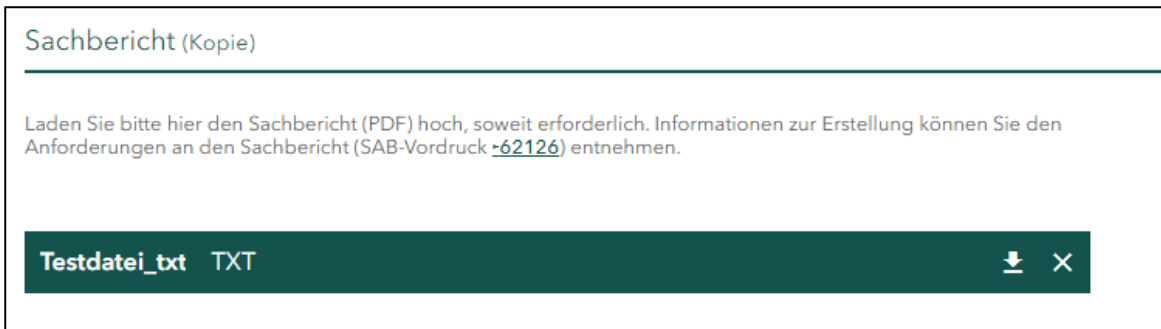 Sachbericht (Kopie)
Laden Sie bitte hier den Sachbericht (PDF) hoch, soweit erforderlich. Informationen zur Erstellung können Sie den
Anforderungen an den Sachbericht (SAB-Vordruck ▸62126) entnehmen.
Testdatei_txt TXT